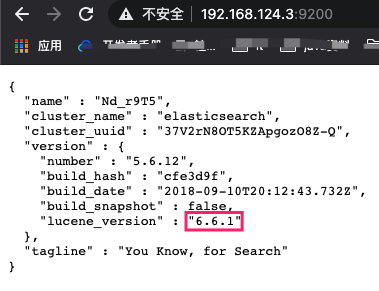 不安全 192.168.124.3:9200
应用
{
"name" : "Nd_r9T5",
"cluster_name" : "elasticsearch",
"cluster_uuid" : "37V2rN8OT5KZApgozO8Z-Q",
"version" : {
"number" : "5.6.12",
"build_hash" : "cfe3d9f",
"build_date" : "2018-09-10T20:12:43.732Z",
"build_snapshot" : false,
"lucene_version" : "6.6.1"
},
"tagline" : "You Know, for Search"
}